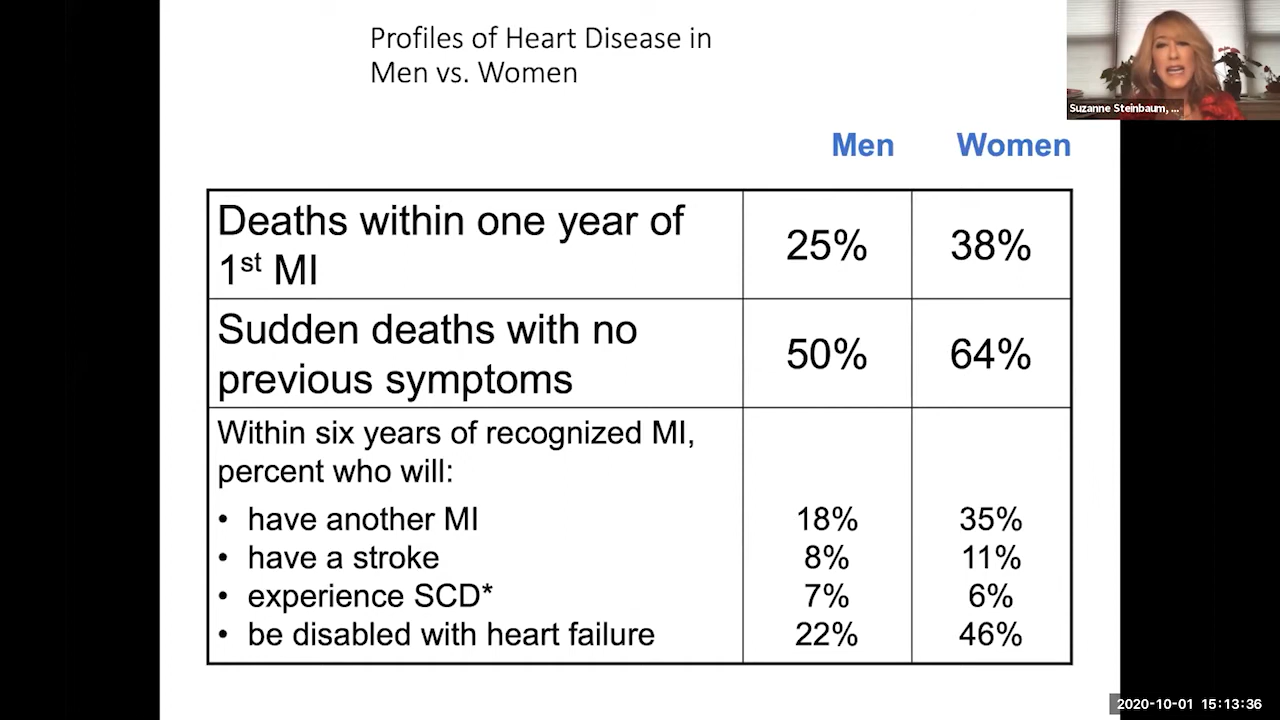 Profiles of Heart Disease in
Men vs. Women
Suzanne Steinbaum, ...
Men Women
Deaths within one year of
1st MI 25% 38%
Sudden deaths with no
previous symptoms 50% 64%
Within six years of recognized MI,
percent who will:
• have another MI 18% 35%
• have a stroke 8% 11%
• experience SCD* 7% 6%
• be disabled with heart failure 22% 46%
2020-10-01 15:13:36